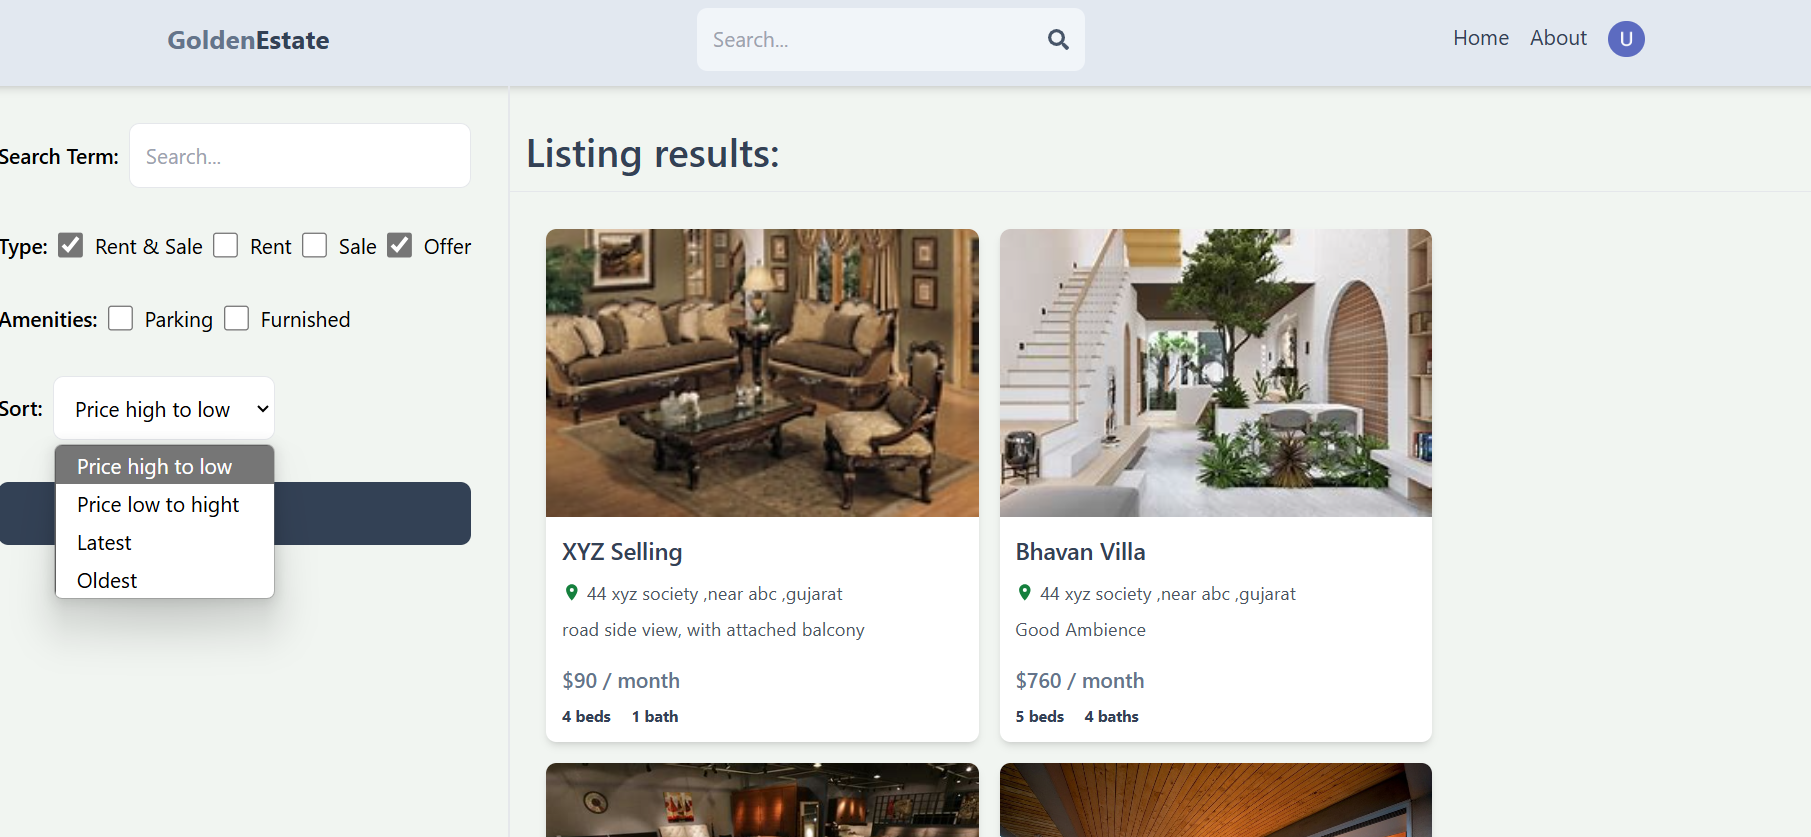 GoldenEstate
Search...
Home About U
Search Term: Search...
Type: Rent & Sale Rent Sale Offer
Amenities: Parking Furnished
Sort: Price high to low
Price high to low
Price low to hight
Latest
Oldest
Listing results:
XYZ Selling
44 xyz society ,near abc ,gujarat
road side view, with attached balcony
$90 / month
4 beds 1 bath
Bhavan Villa
44 xyz society ,near abc ,gujarat
Good Ambience
$760 / month
5 beds 4 baths